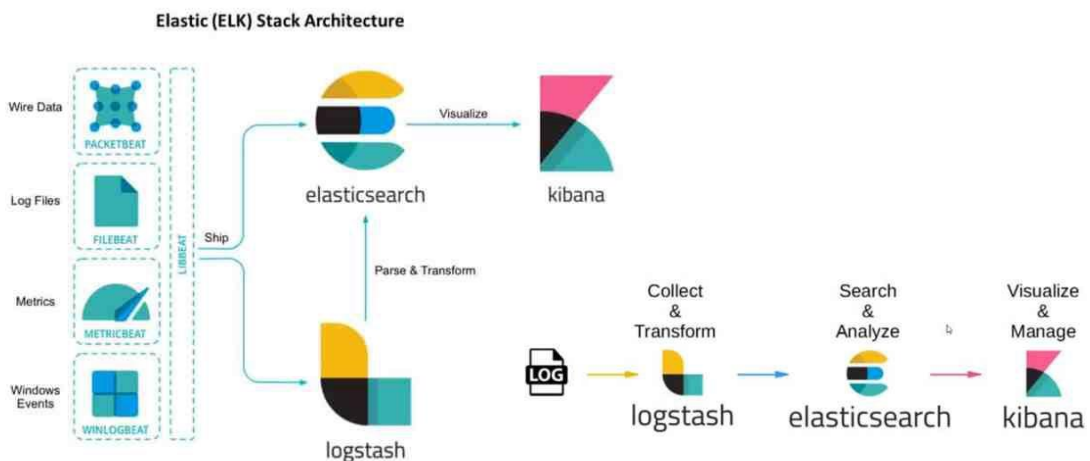 Elastic (ELK) Stack Architecture
Wire Data
PACKETBEAT
Log Files
FILEBEAT
Metrics
METRICBEAT
Windows
Events
WINLOGBEAT
LIBBEAT
Ship
elasticsearch
Visualize
kibana
Parse & Transform
logstash
LOG
Collect
&
Transform
logstash
Search
&
Analyze
elasticsearch
Visualize
&
Manage
kibana